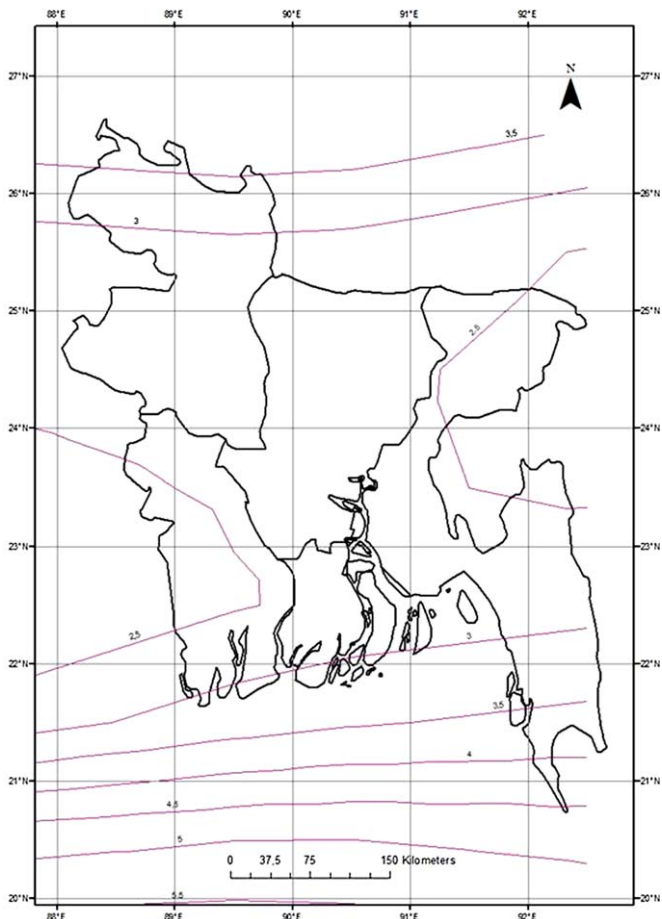 88°E 89°E 90°E 91°E 92°E
27°N 27°N
N
3,5
26°N 26°N
3
25°N 25°N
2,5
24°N 24°N
23°N 23°N
2,5
3
22°N 22°N
3,5
4
21°N 21°N
4,5
5
0 37,5 75 150 Kilometers
20°N 20°N
5,5
88°E 89°E 90°E 91°E 92°E